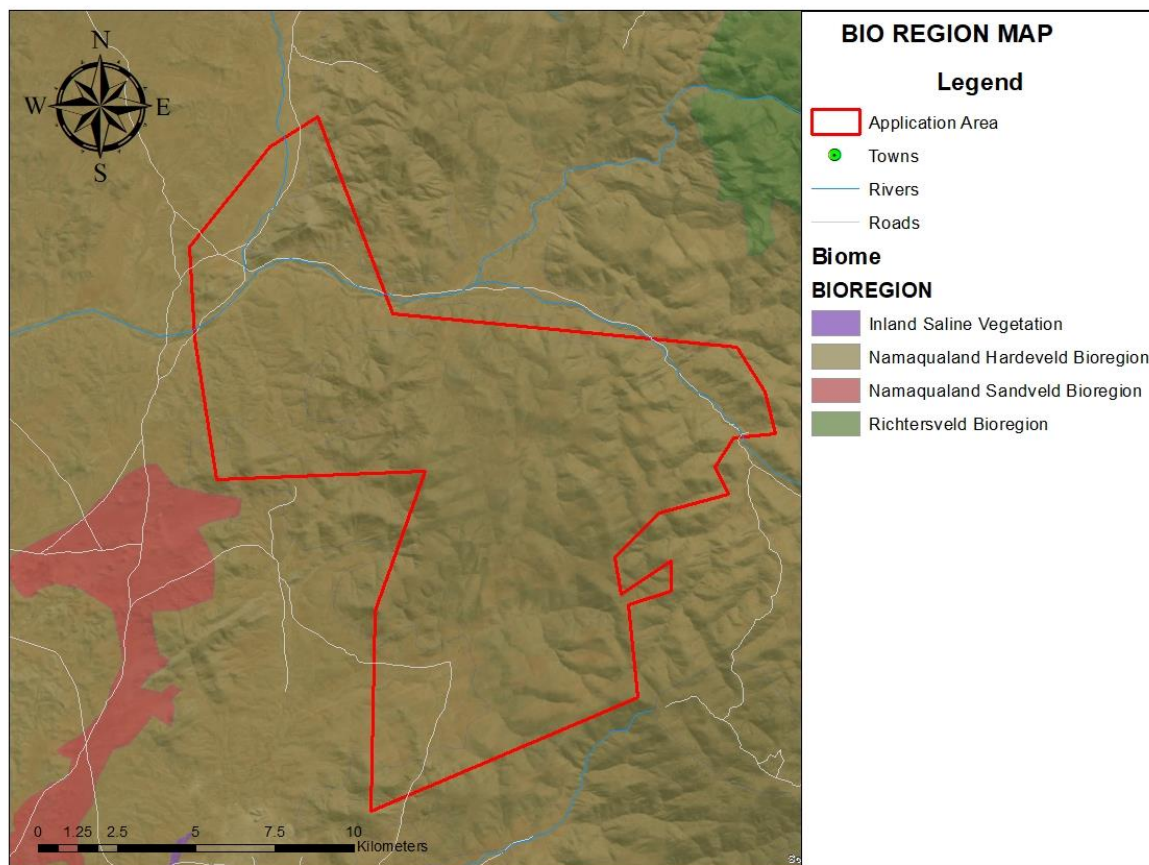 N
W E
S
BIO REGION MAP
Legend
Application Area
Towns
Rivers
Roads
Biome
BIOREGION
Inland Saline Vegetation
Namaqualand Hardeveld Bioregion
Namaqualand Sandveld Bioregion
Richtersveld Bioregion
0 1.25 2.5 5 7.5 10
Kilometers